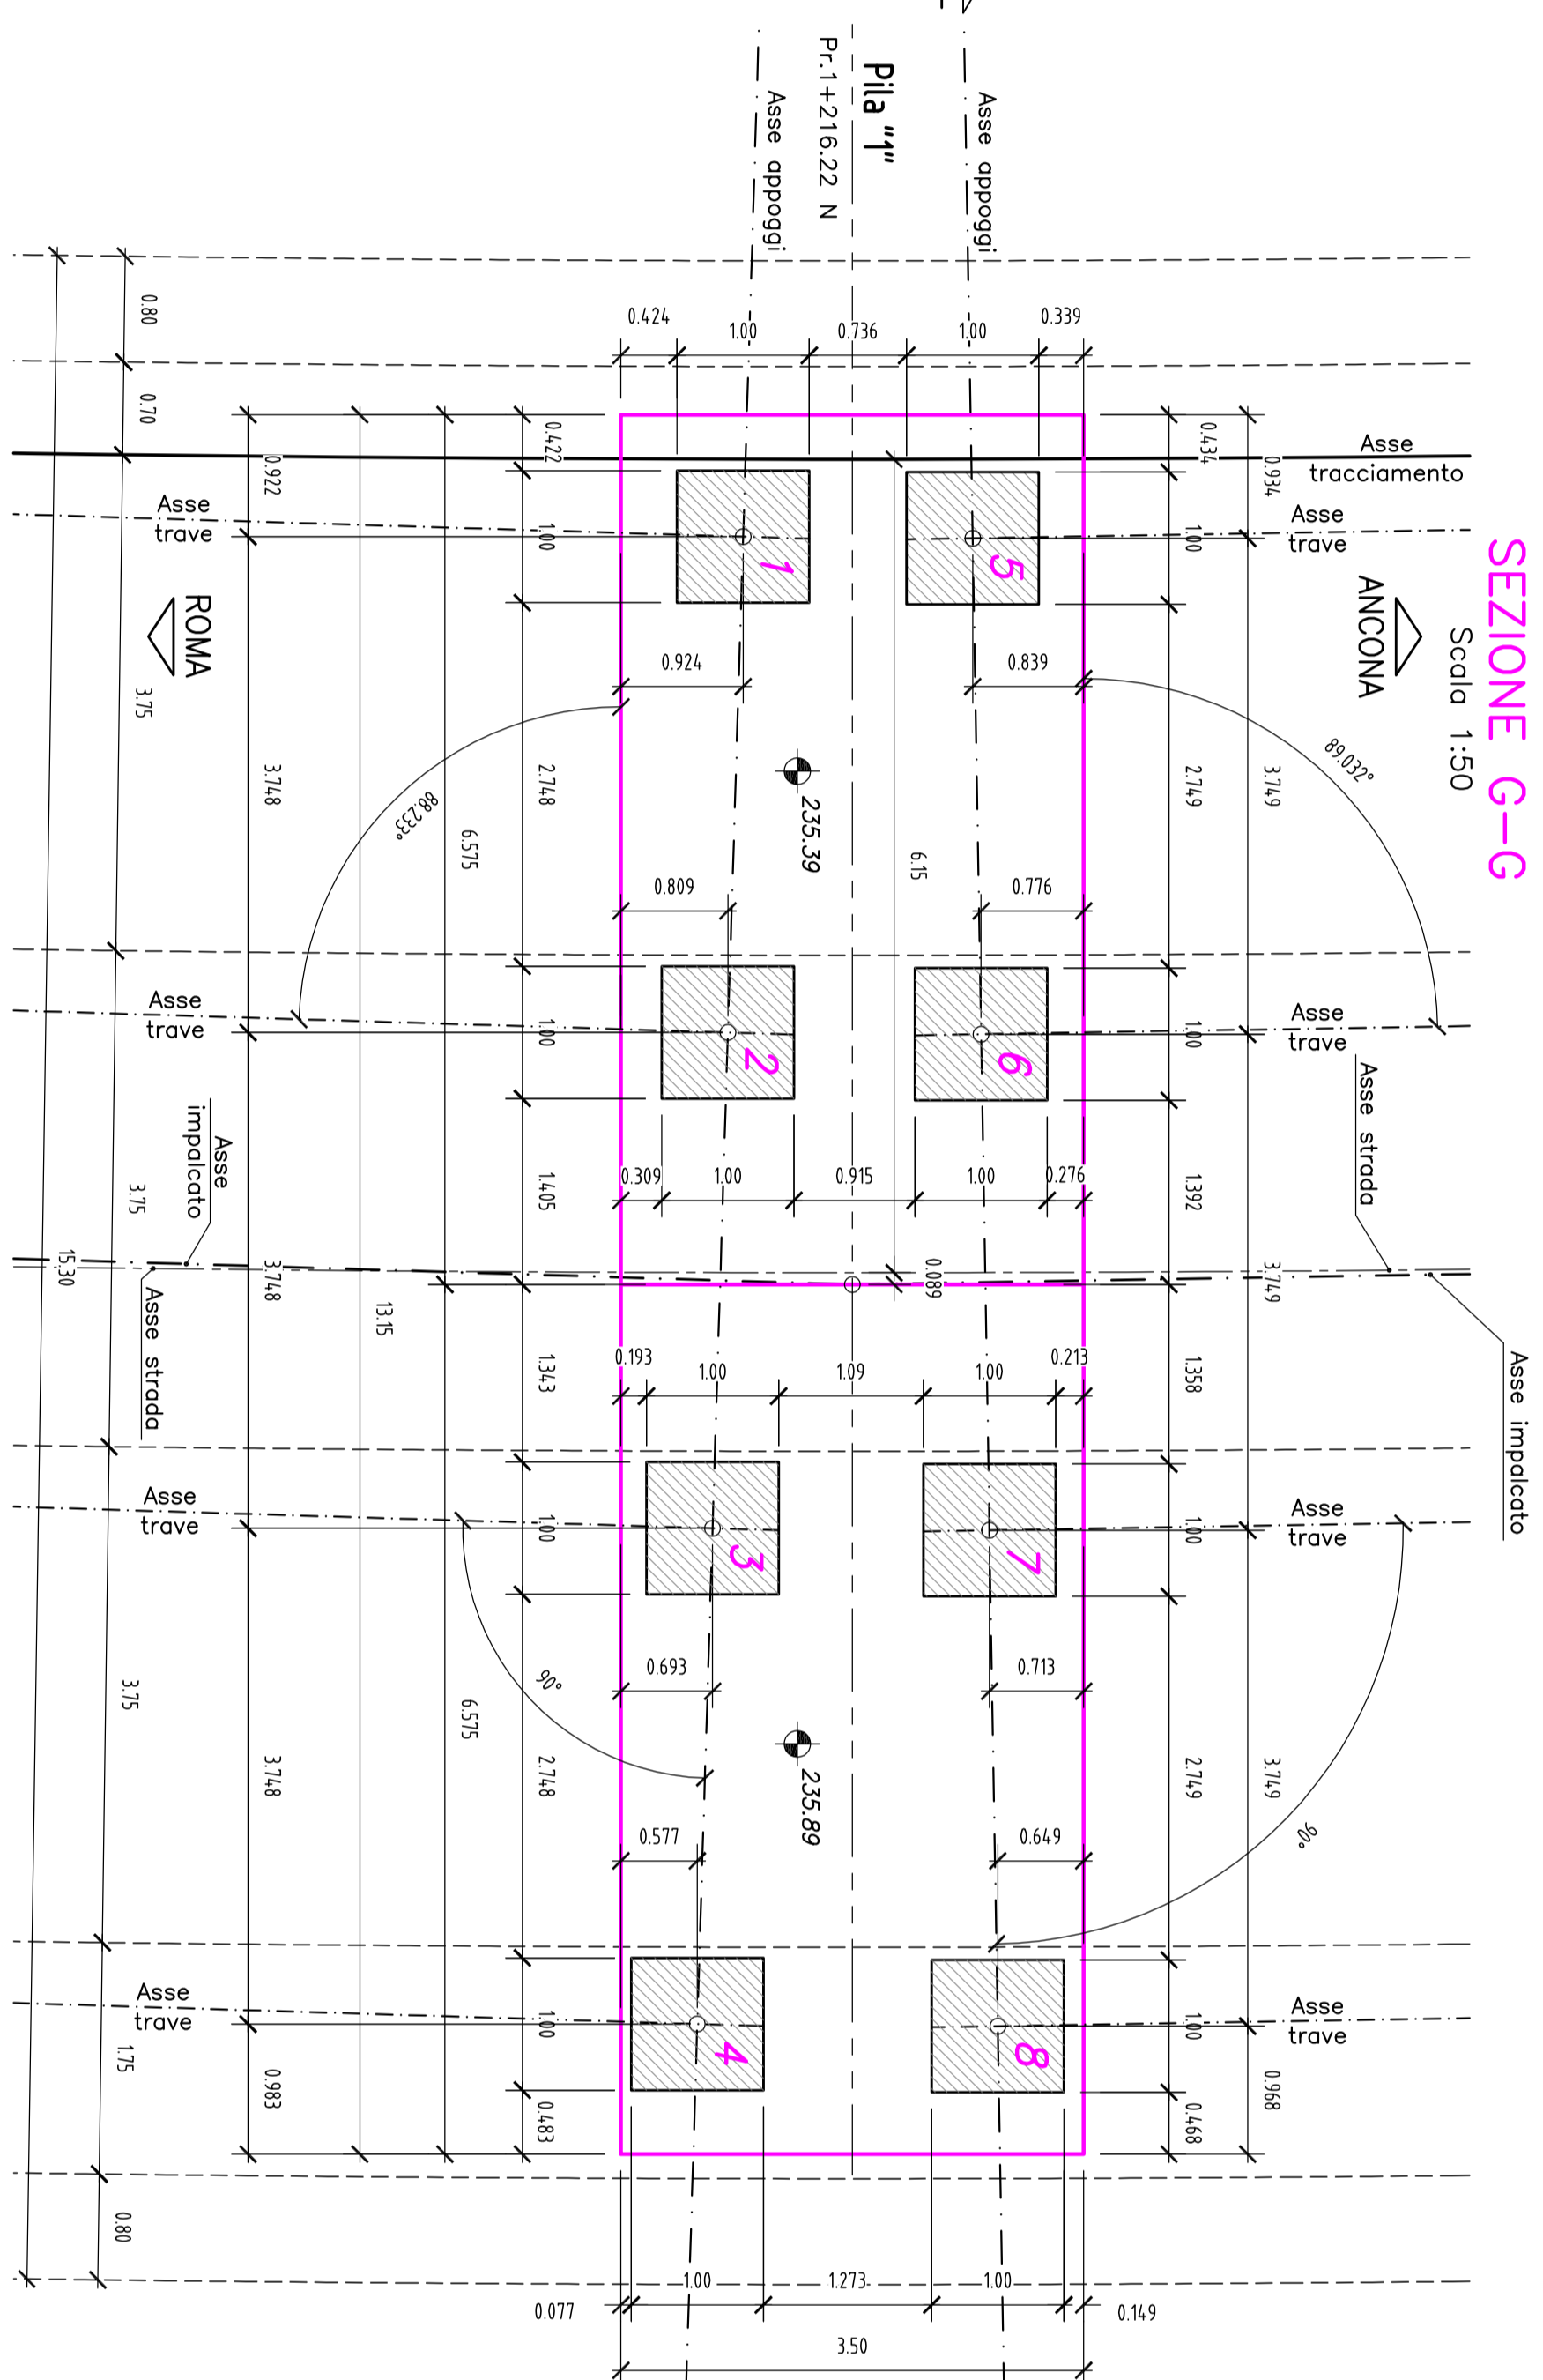 SEZIONE G-G
Scala 1:50
ANCONA
ROMA
Pila "1"
Pr.1+216.22 N
Asse appoggi
Asse appoggi
Asse
tracciamento
Asse
trave
Asse
trave
Asse
trave
Asse
trave
Asse
trave
Asse
trave
Asse
trave
Asse
trave
Asse strada
Asse impalcato
Asse
impalcato
Asse strada
0.424
1.00
0.736
1.00
0.339
0.934
3.749
3.749
3.749
0.968
0.434
1.00
2.749
1.00
1.392
1.358
1.00
2.749
1.00
0.468
89.032°
90°
5
6
7
8
0.839
0.776
0.713
0.649
1
2
3
4
0.924
0.809
0.693
0.577
235.39
235.89
6.15
0.089
0.309
1.00
0.915
1.00
0.276
0.193
1.00
1.09
1.00
0.213
0.422
1.00
2.748
1.00
1.405
1.343
1.00
2.748
1.00
0.483
6.575
6.575
13.15
88.233°
90°
0.922
3.748
3.748
3.748
0.983
0.80
0.70
3.75
3.75
3.75
1.75
0.80
15.30
0.077
1.00
1.273
1.00
0.149
3.50